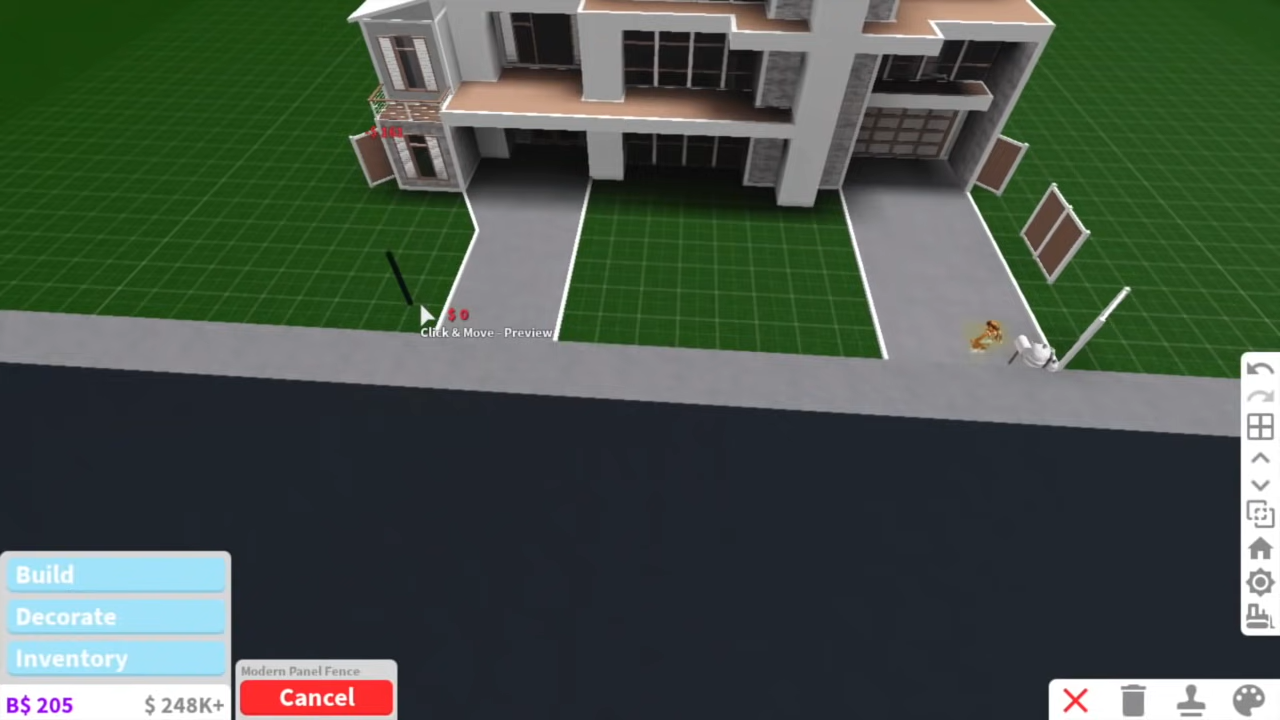 $ 0
Click & Move - Preview
Build
Decorate
Inventory
B$ 205
$ 248K+
Modern Panel Fence
Cancel